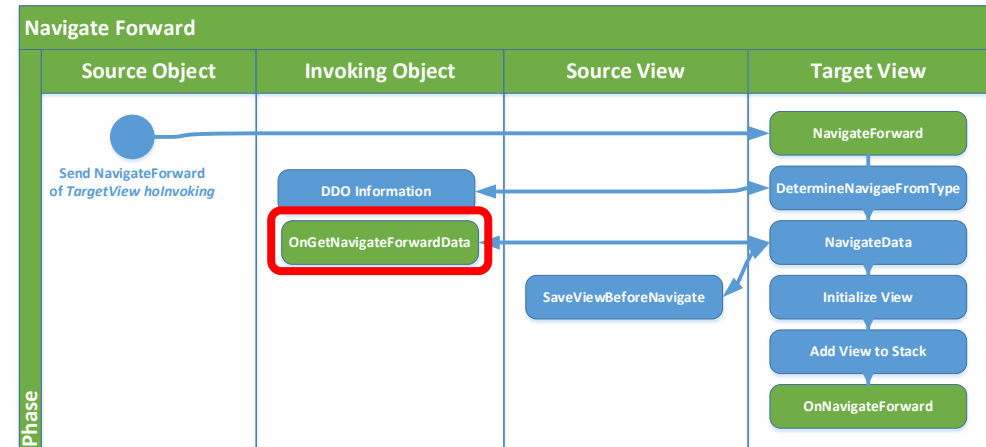 Navigate Forward
Source Object
Invoking Object
Source View
Target View
NavigateForward
Send NavigateForward
of TargetView hoInvoking
DDO Information
DetermineNavigaeFromType
OnGetNavigateForwardData
NavigateData
SaveViewBeforeNavigate
Initialize View
Add View to Stack
OnNavigateForward
Phase